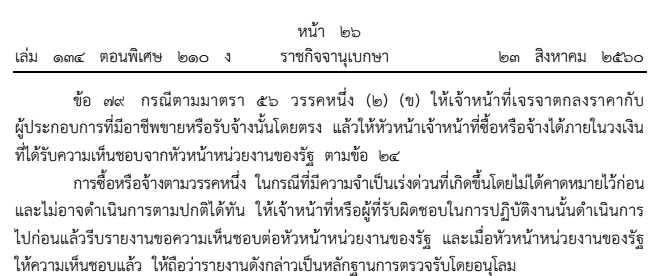 หน้า ๒๖
เล่ม ๑๓๔ ตอนพิเศษ ๒๑๐ ง ราชกิจจานุเบกษา ๒๓ สิงหาคม ๒๕๖๐
ข้อ ๗๙ กรณีตามมาตรา ๕๖ วรรคหนึ่ง (๒) (ข) ให้เจ้าหน้าที่เจรจาตกลงราคากับ
ผู้ประกอบการที่มีอาชีพขายหรือรับจ้างนั้นโดยตรง แล้วให้หัวหน้าเจ้าหน้าที่ซื้อหรือจ้างได้ภายในวงเงิน
ที่ได้รับความเห็นชอบจากหัวหน้าหน่วยงานของรัฐ ตามข้อ ๒๔
การซื้อหรือจ้างตามวรรคหนึ่ง ในกรณีที่มีความจำเป็นเร่งด่วนที่เกิดขึ้นโดยไม่ได้คาดหมายไว้ก่อน
และไม่อาจดำเนินการตามปกติได้ทัน ให้เจ้าหน้าที่หรือผู้ที่รับผิดชอบในการปฏิบัติงานนั้นดำเนินการ
ไปก่อนแล้วรีบรายงานขอความเห็นชอบต่อหัวหน้าหน่วยงานของรัฐ และเมื่อหัวหน้าหน่วยงานของรัฐ
ให้ความเห็นชอบแล้ว ให้ถือว่ารายงานดังกล่าวเป็นหลักฐานการตรวจรับโดยอนุโลม